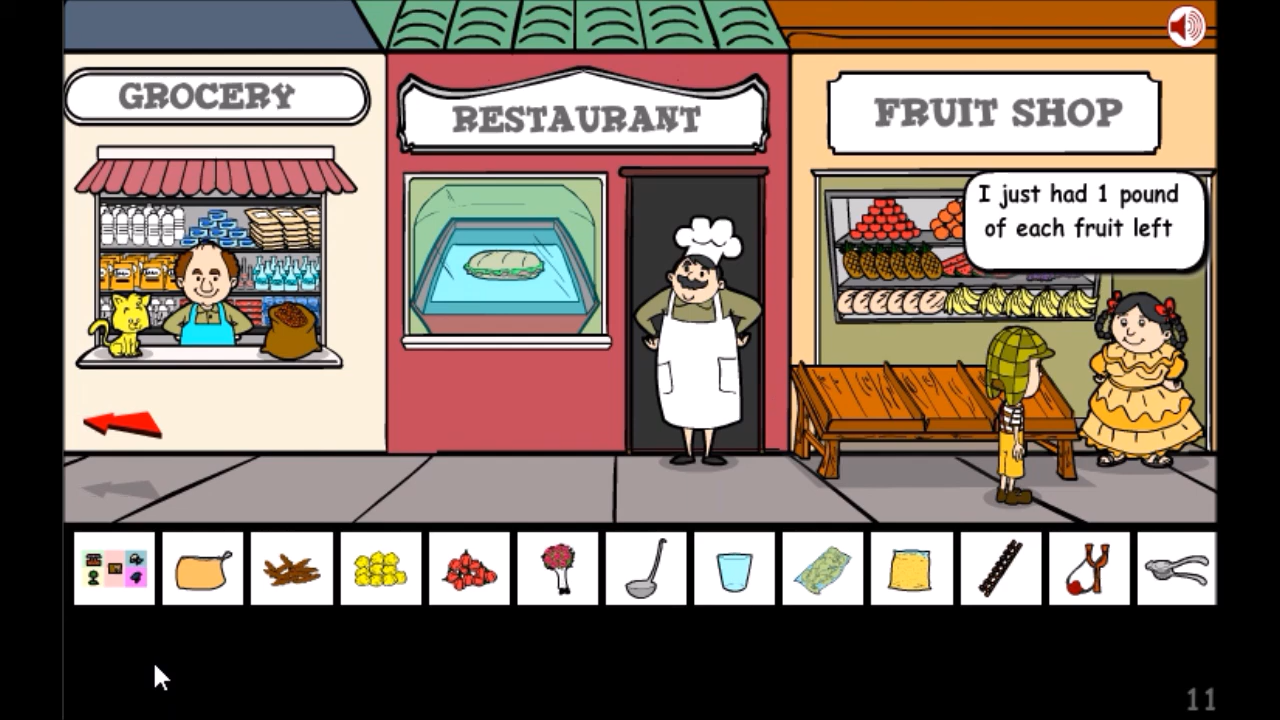 GROCERY
RESTAURANT
FRUIT SHOP
I just had 1 pound
of each fruit left
11